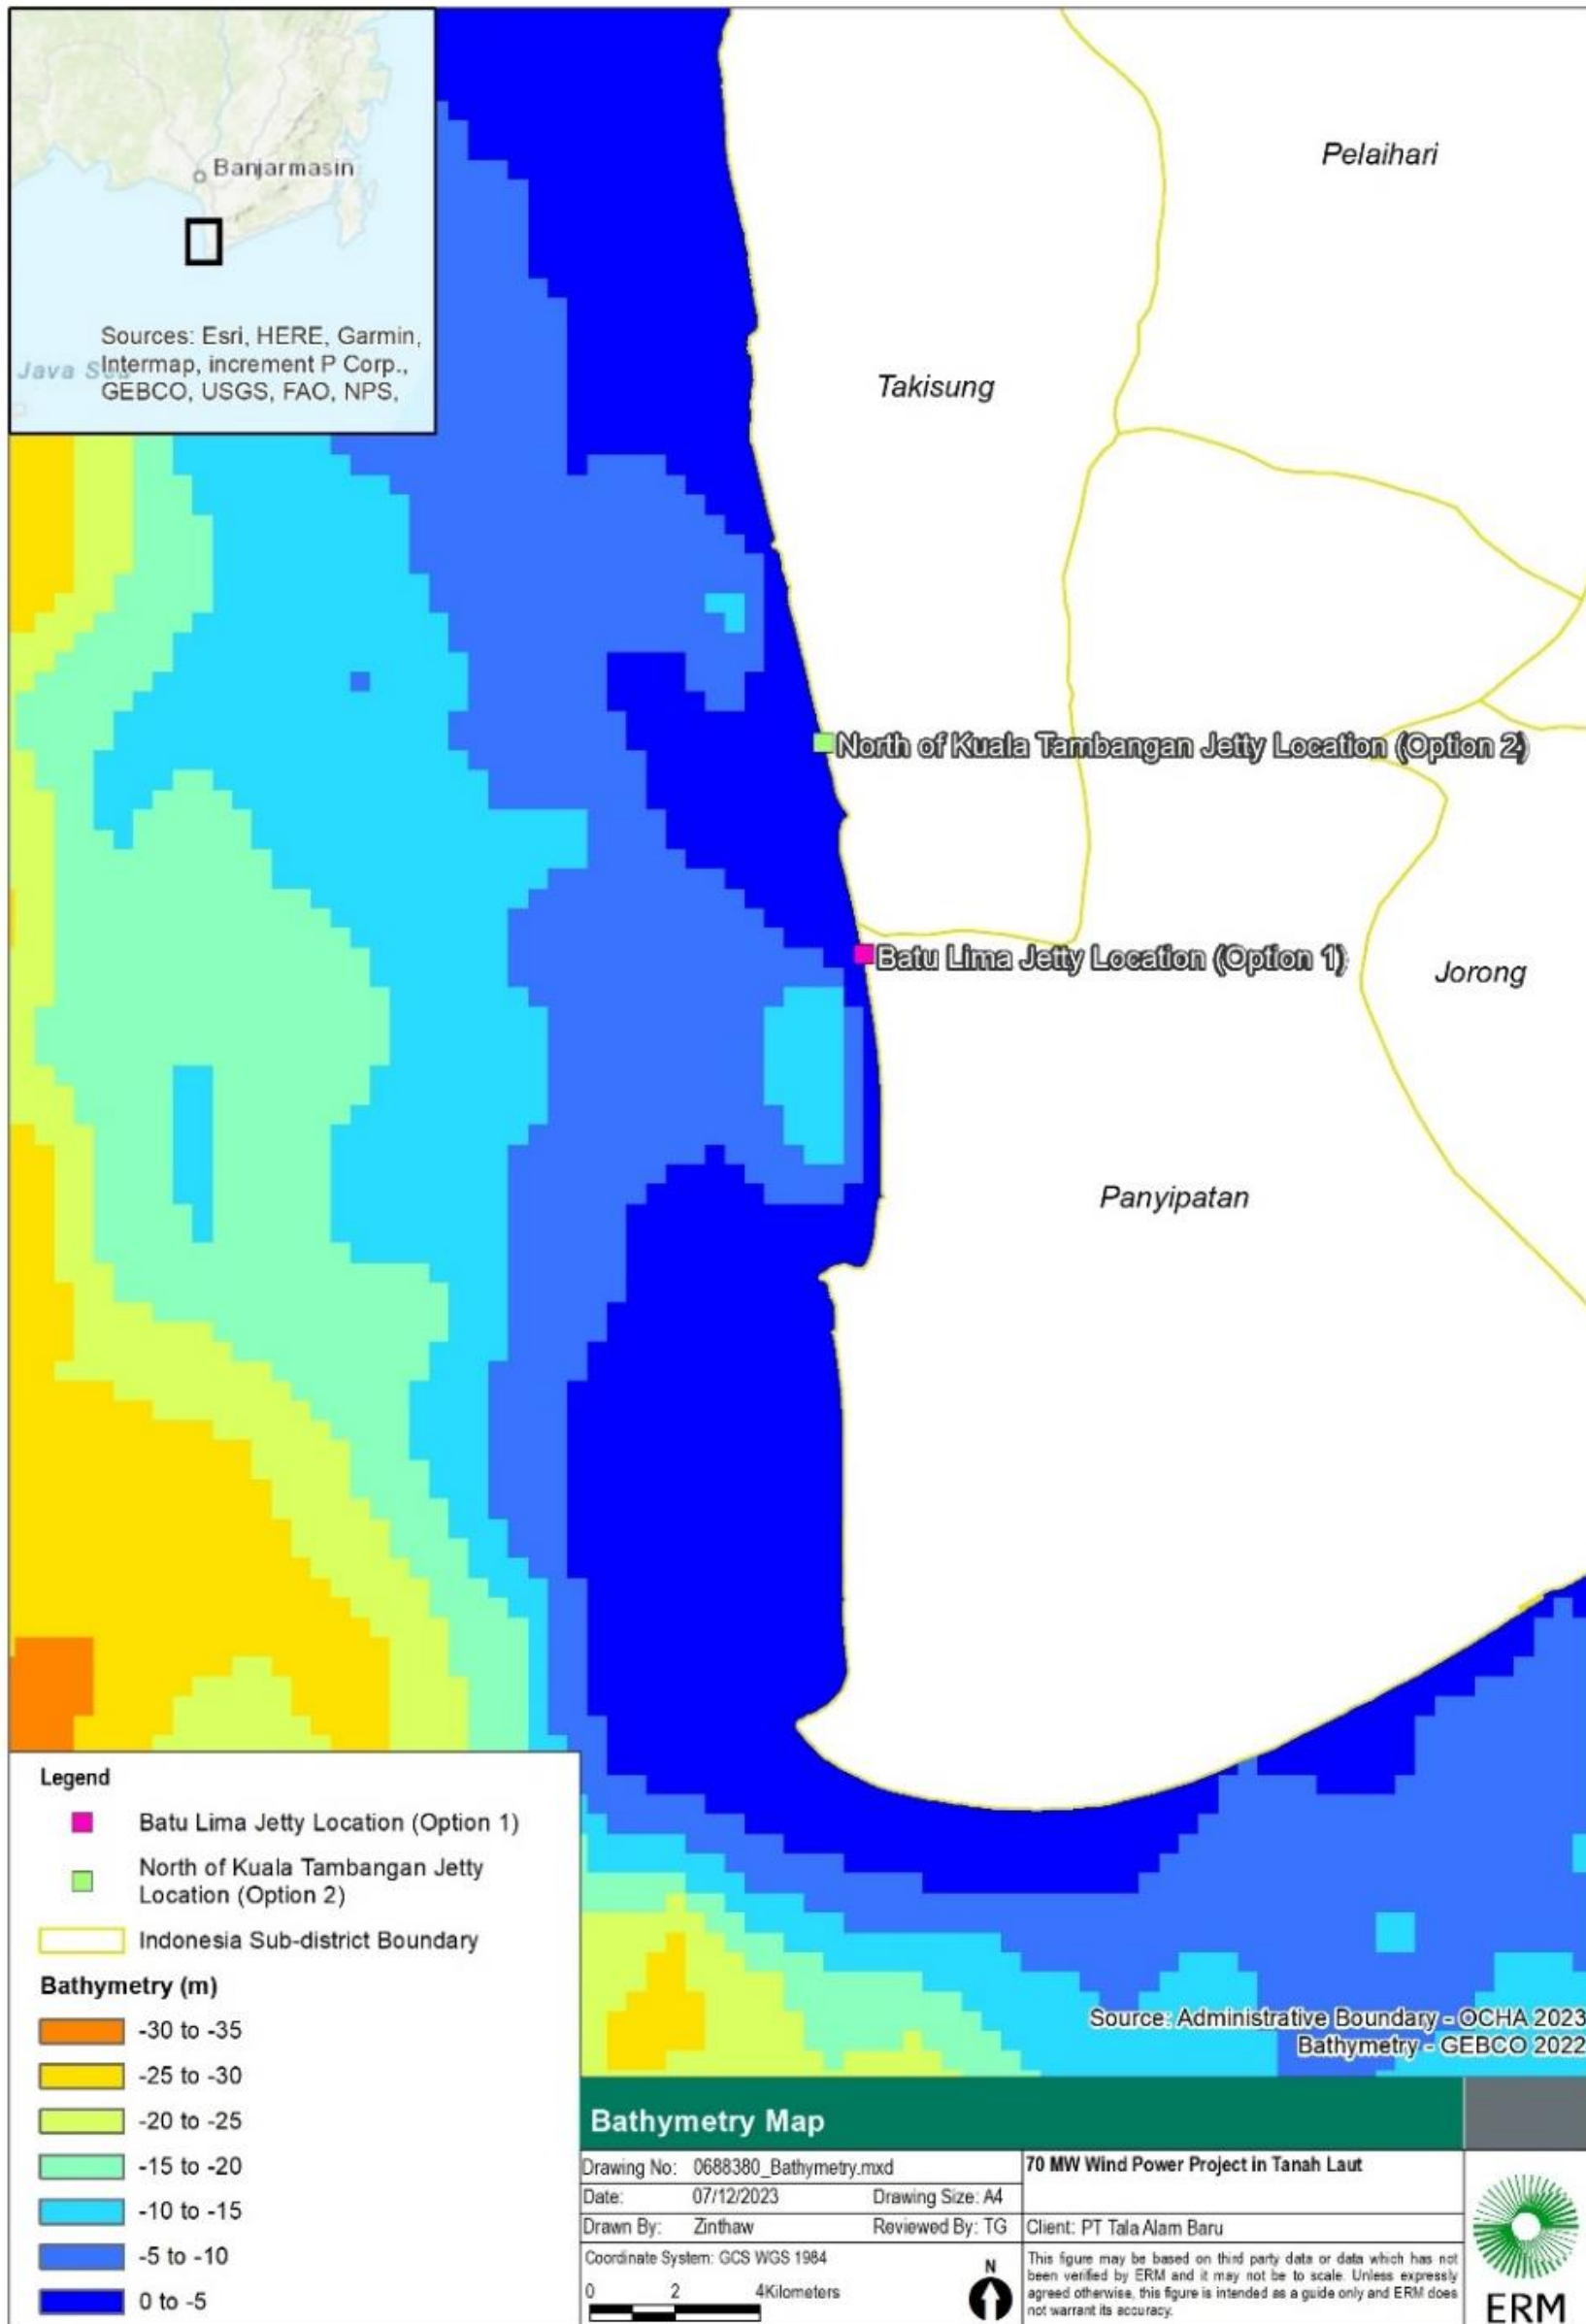 Banjarmasin
Java Sea
Sources: Esri, HERE, Garmin,
Intermap, increment P Corp.,
GEBCO, USGS, FAO, NPS,
Pelaihari
Takisung
North of Kuala Tambangan Jetty Location (Option 2)
Batu Lima Jetty Location (Option 1)
Jorong
Panyipatan
Source: Administrative Boundary - OCHA 2023
Bathymetry - GEBCO 2022
Legend
Batu Lima Jetty Location (Option 1)
North of Kuala Tambangan Jetty
Location (Option 2)
Indonesia Sub-district Boundary
Bathymetry (m)
-30 to -35
-25 to -30
-20 to -25
-15 to -20
-10 to -15
-5 to -10
0 to -5
Bathymetry Map
Drawing No: 0688380_Bathymetry.mxd
Date: 07/12/2023 Drawing Size: A4
Drawn By: Zinthaw Reviewed By: TG
Coordinate System: GCS WGS 1984
0 2 4Kilometers
N
70 MW Wind Power Project in Tanah Laut
Client: PT Tala Alam Baru
This figure may be based on third party data or data which has not
been verified by ERM and it may not be to scale. Unless expressly
agreed otherwise, this figure is intended as a guide only and ERM does
not warrant its accuracy.
ERM